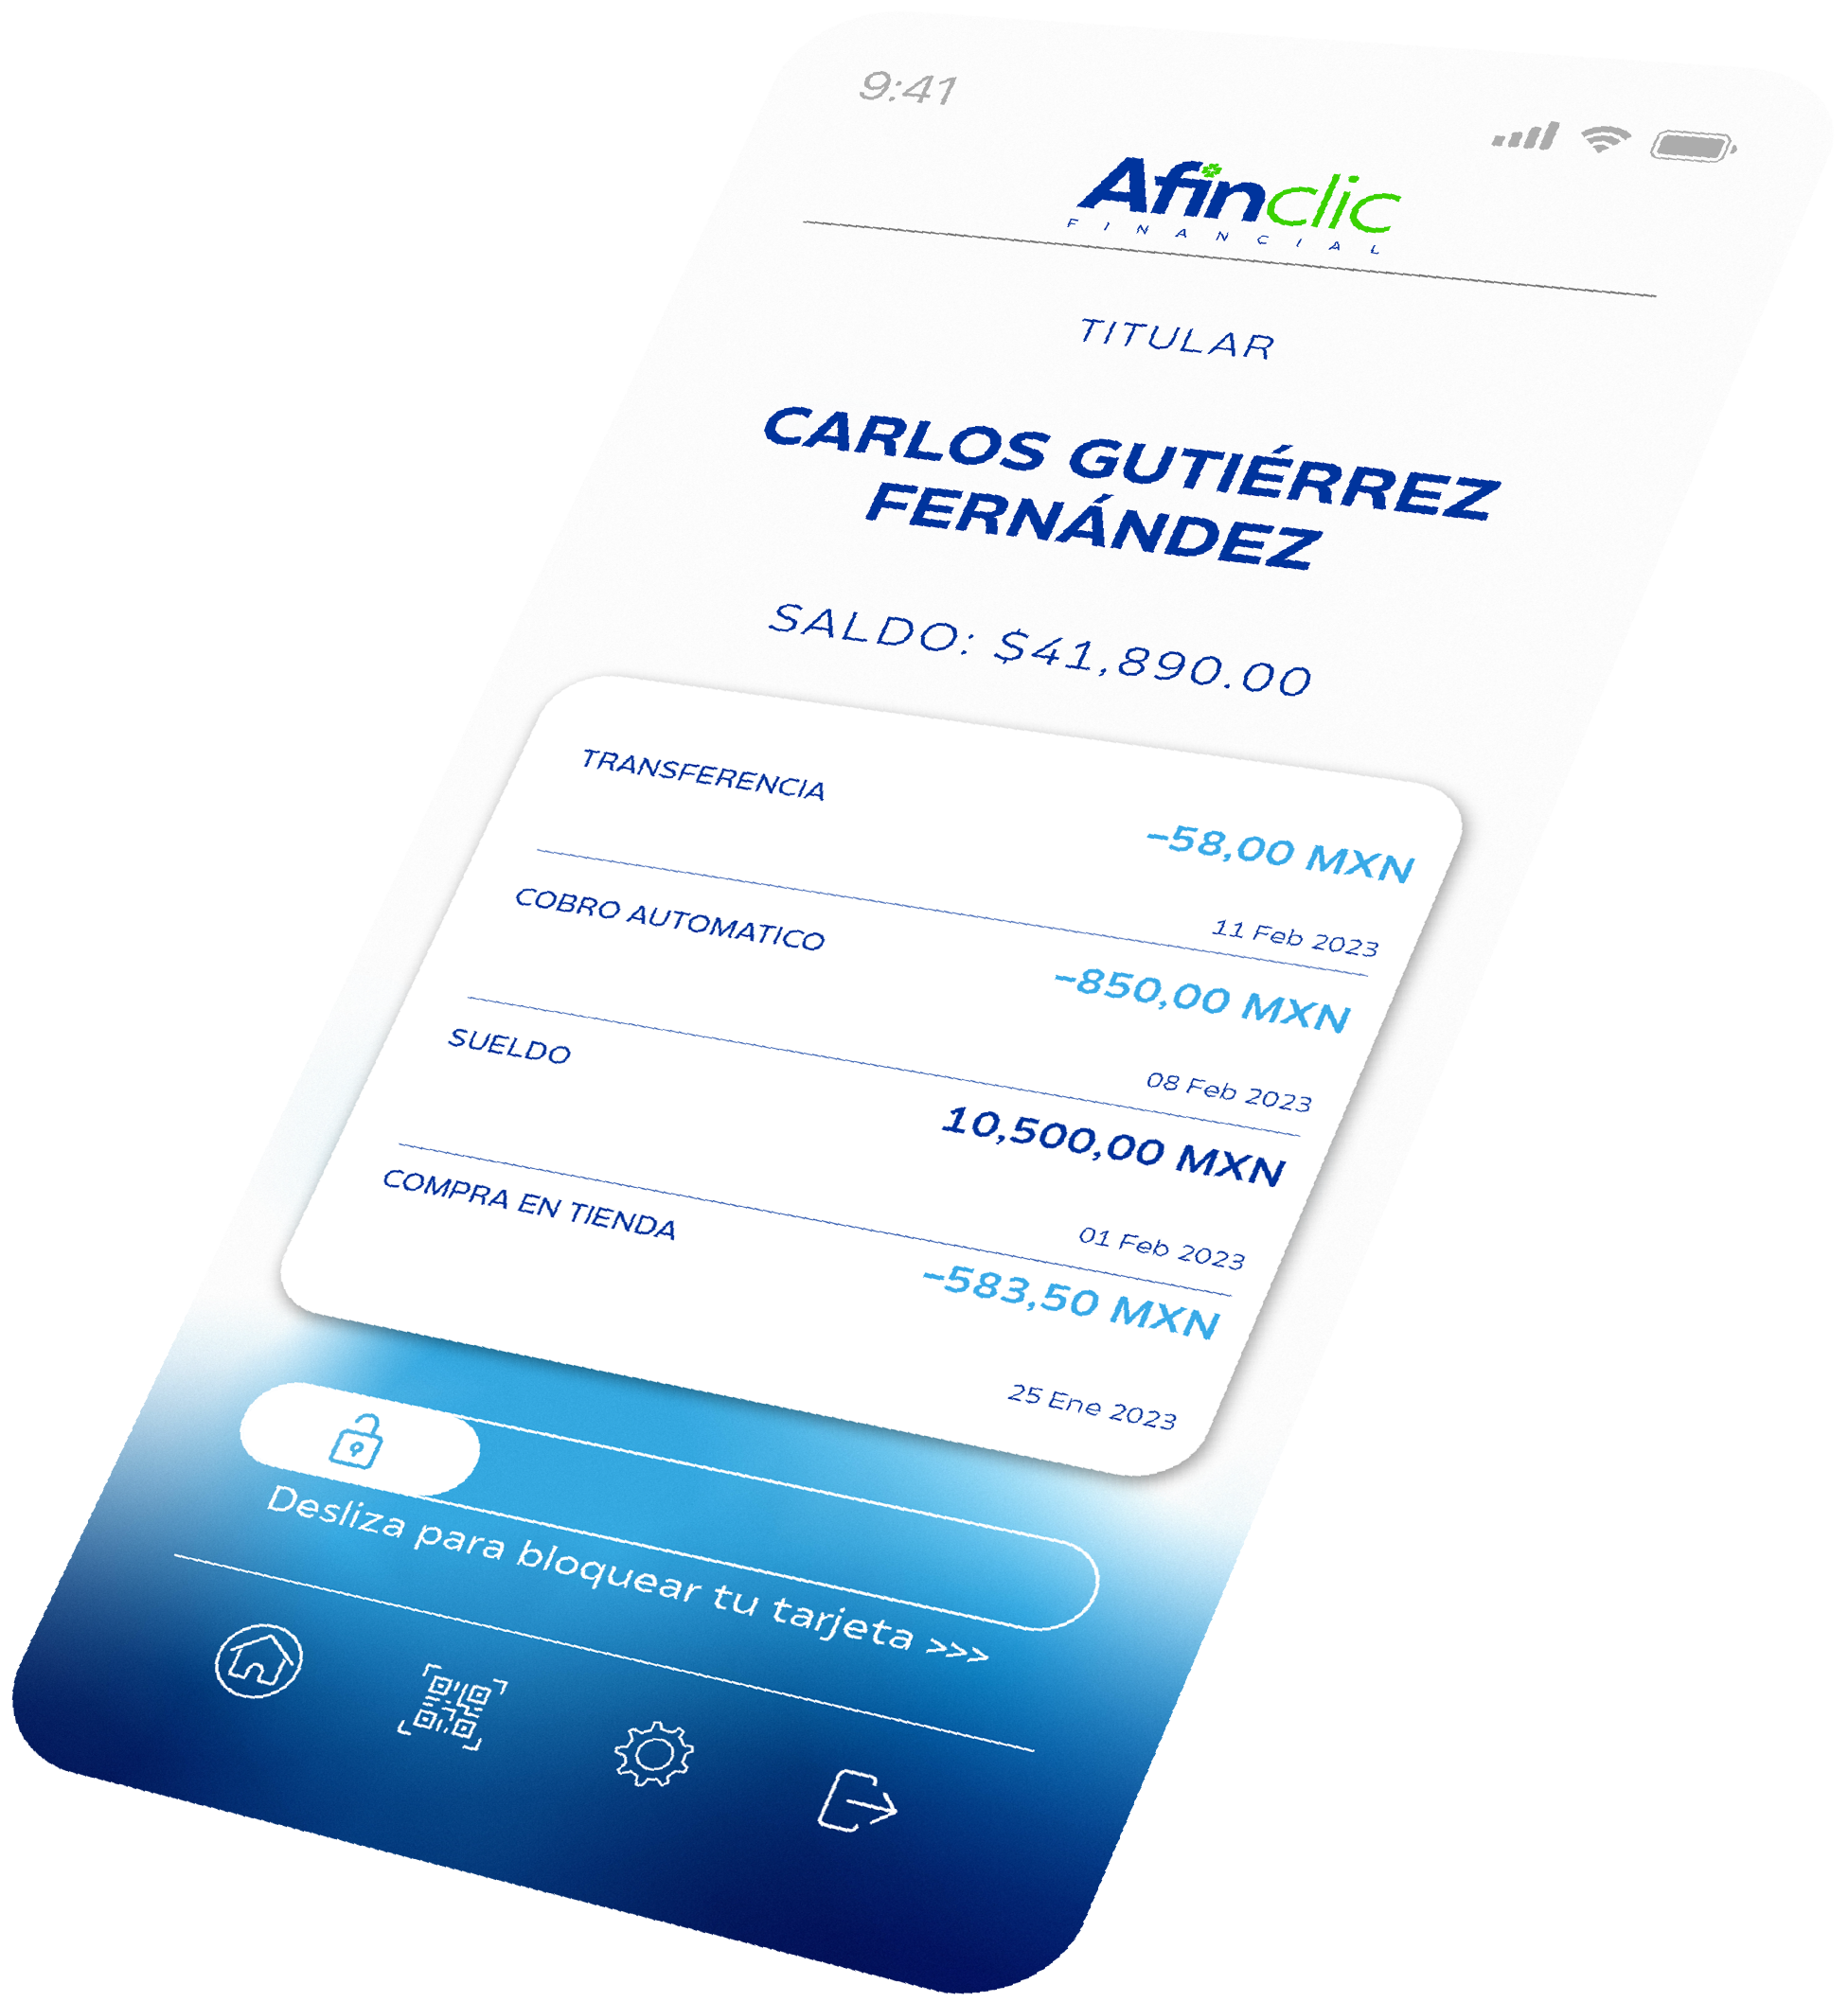 9:41
Afinclic
FINANCIAL
TITULAR
CARLOS GUTIÉRREZ
FERNÁNDEZ
SALDO: $41,890.00
TRANSFERENCIA
-58,00 MXN
11 Feb 2023
COBRO AUTOMATICO
-850,00 MXN
08 Feb 2023
SUELDO
10,500,00 MXN
01 Feb 2023
COMPRA EN TIENDA
-583,50 MXN
25 Ene 2023
Desliza para bloquear tu tarjeta >>>